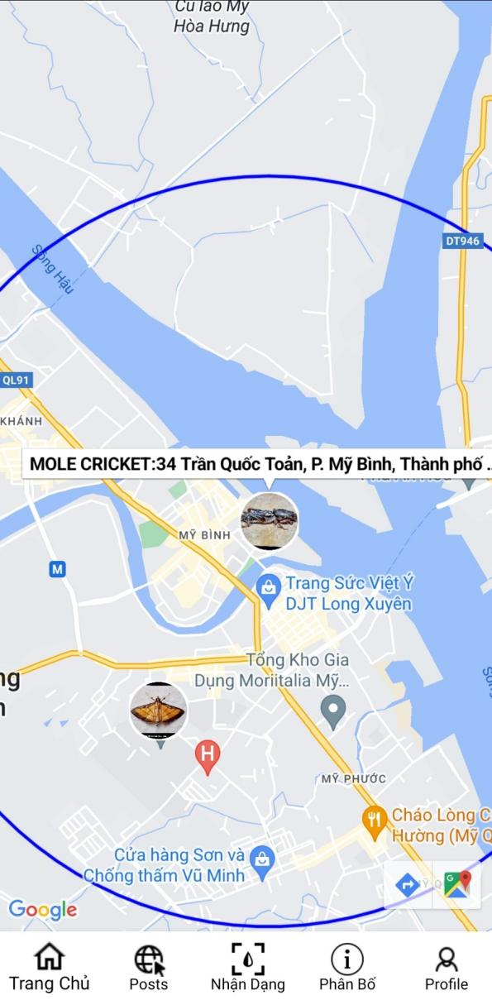 Cù lao Mỹ
Hòa Hưng
DT946
Sông Hậu
QL91
KHÁNH
MOLE CRICKET:34 Trần Quốc Toản, P. Mỹ Bình, Thành phố ..
MỸ BÌNH
M
Trang Sức Việt Ý
DJT Long Xuyên
Tổng Kho Gia
Dụng Moriitalia Mỹ...
ng
n
H
MỸ PHƯỚC
Cháo Lòng C
Hường (Mỹ Q
Cửa hàng Sơn và
Chống thấm Vũ Minh
Google
Trang Chủ
Posts
Nhận Dạng
Phân Bố
Profile